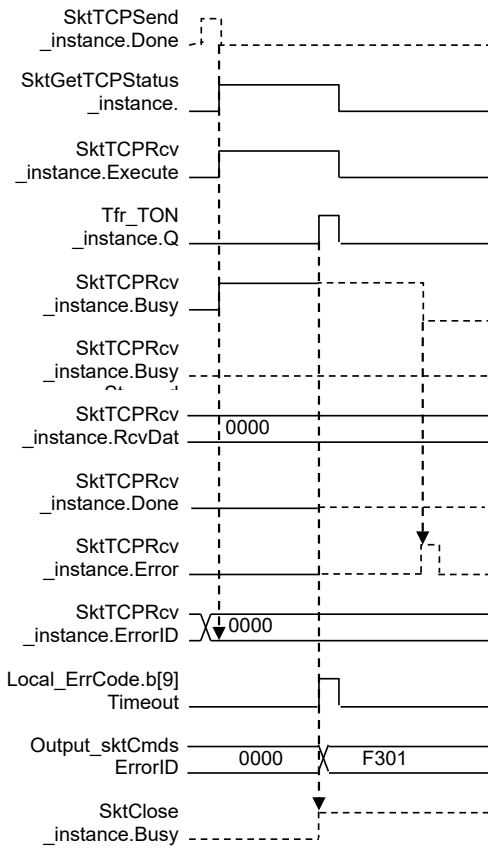 SktTCPSend
_instance.Done
SktGetTCPStatus
_instance.
SktTCPRcv
_instance.Execute
Tfr_TON
_instance.Q
SktTCPRcv
_instance.Busy
SktTCPRcv
_instance.Busy
SktTCPRcv
_instance.RcvDat
0000
SktTCPRcv
_instance.Done
SktTCPRcv
_instance.Error
SktTCPRcv
_instance.ErrorID
0000
Local_ErrCode.b[9]
Timeout
Output_sktCmds
ErrorID
0000
F301
SktClose
_instance.Busy